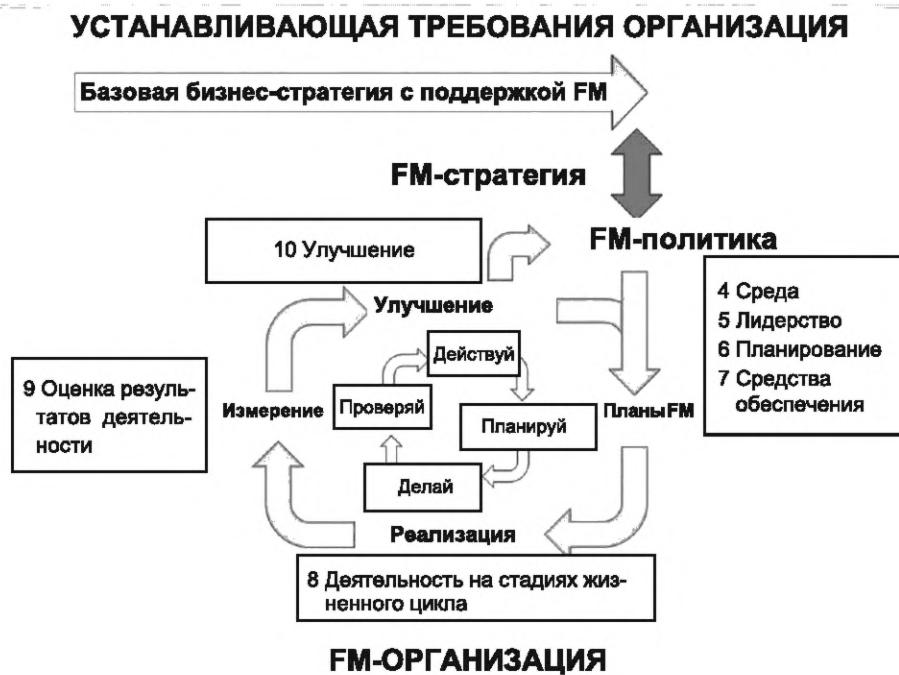 УСТАНАВЛИВАЮЩАЯ ТРЕБОВАНИЯ ОРГАНИЗАЦИЯ
Базовая бизнес-стратегия с поддержкой FM
FM-стратегия
10 Улучшение
FM-политика
Улучшение
4 Среда
5 Лидерство
6 Планирование
7 Средства
обеспечения
Действуй
9 Оценка резуль-
татов деятель-
ности
Измерение
Проверяй
Планируй
Планы FM
Делай
Реализация
8 Деятельность на стадиях жиз-
ненного цикла
FM-ОРГАНИЗАЦИЯ